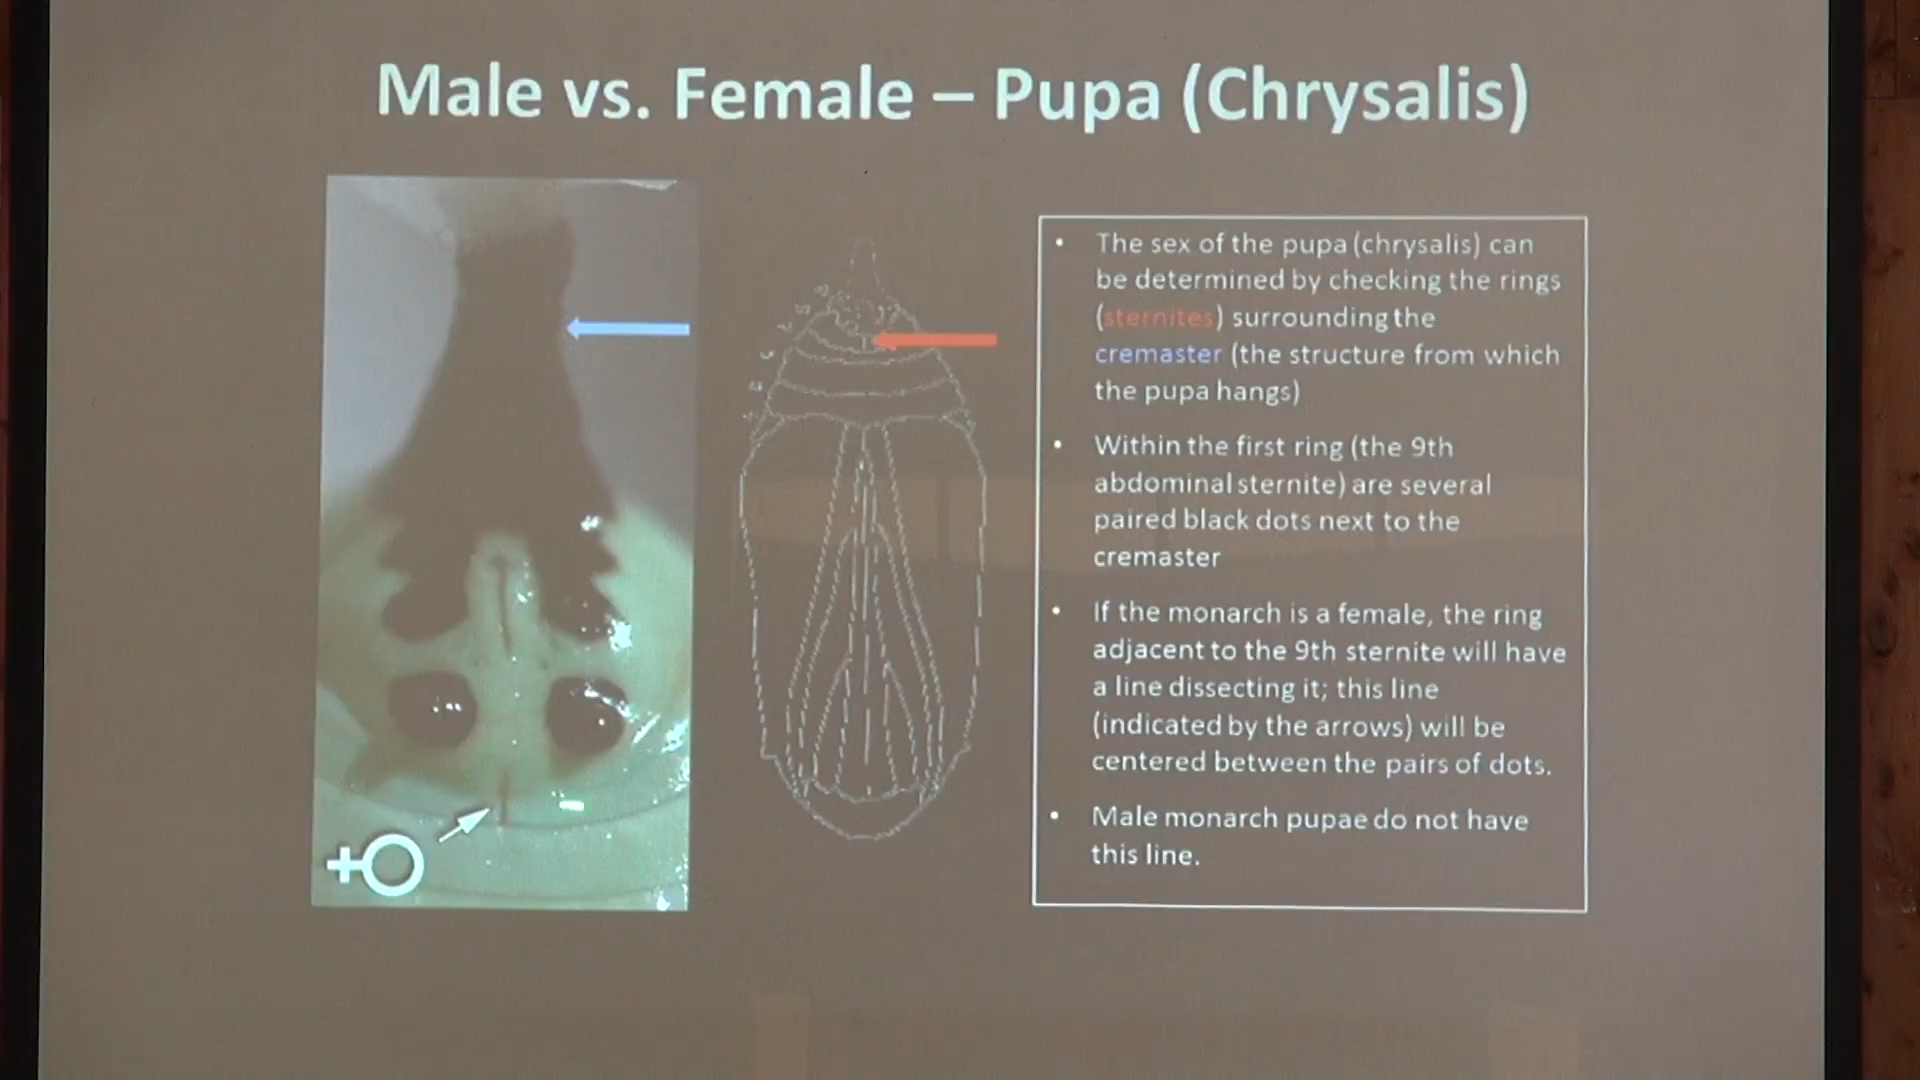 Male vs. Female – Pupa (Chrysalis)
• The sex of the pupa (chrysalis) can
be determined by checking the rings
(sternites) surrounding the
cremaster (the structure from which
the pupa hangs)
• Within the first ring (the 9th
abdominal sternite) are several
paired black dots next to the
cremaster
• If the monarch is a female, the ring
adjacent to the 9th sternite will have
a line dissecting it; this line
(indicated by the arrows) will be
centered between the pairs of dots.
• Male monarch pupae do not have
this line.